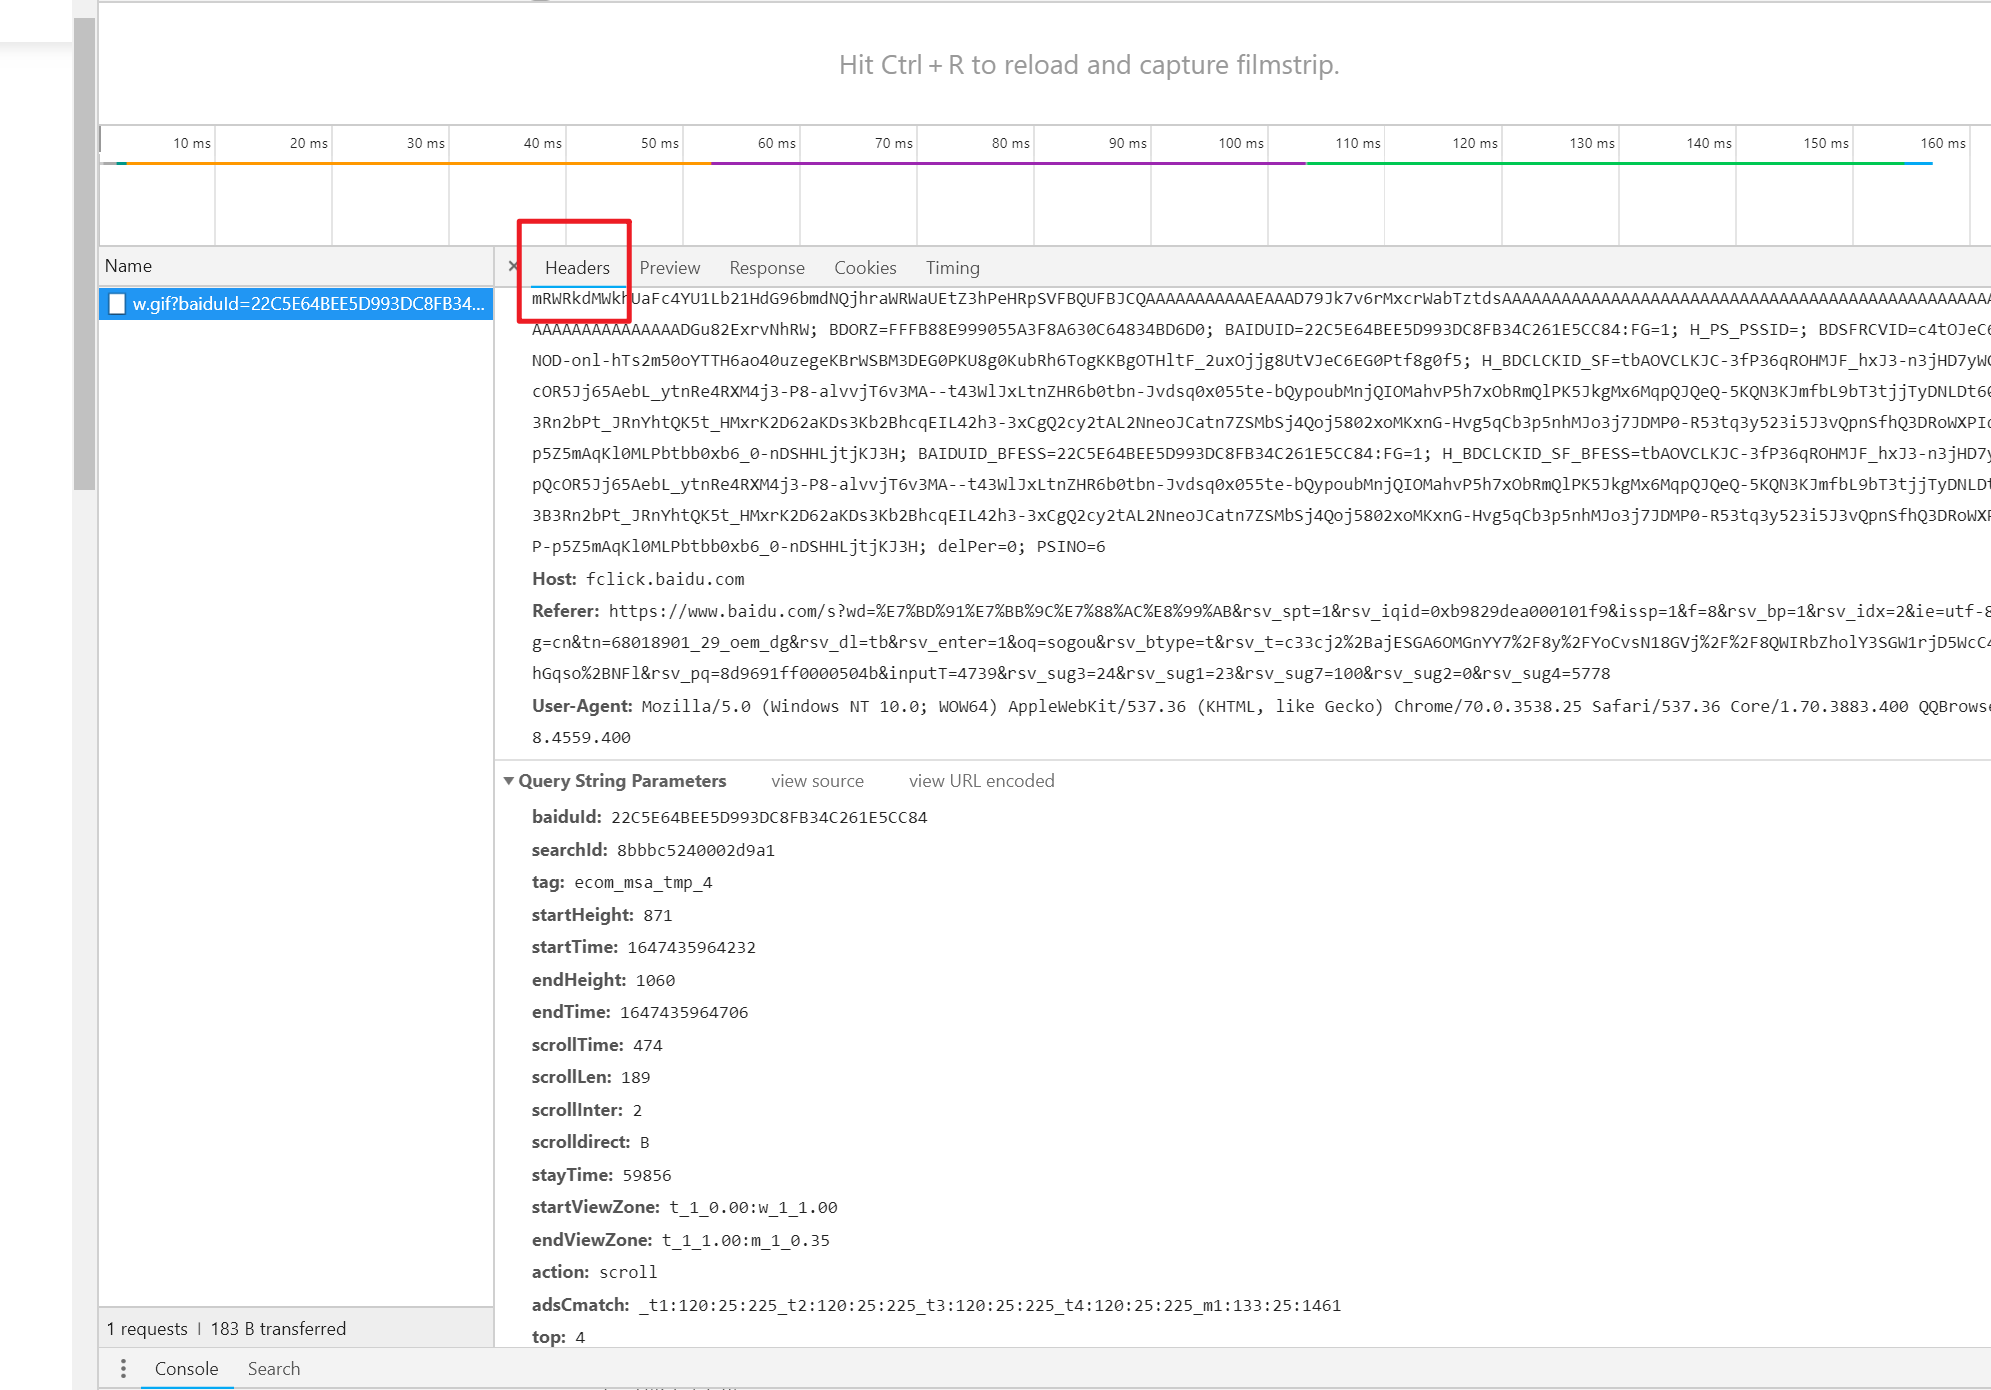 Hit Ctrl + R to reload and capture filmstrip.
10 ms 20 ms 30 ms 40 ms 50 ms 60 ms 70 ms 80 ms 90 ms 100 ms 110 ms 120 ms 130 ms 140 ms 150 ms 160 ms
Name
× Headers Preview Response Cookies Timing
w.gif?baiduId=22C5E64BEE5D993DC8FB34...
mRWRkdMWkhUaFc4YU1Lb21HdG96bmdNQjhraWRWaUEtZ3hPeHRpSVFBQUFBJCQAAAAAAAAAAAEAAAD79Jk7v6rMxcrWabTztdsAAAAAAAAAAAAAAAAAAAAAAAAAAAAAAAAAAAAAAAAAAAAAAAAA
AAAAAAAAAAAAAAADGu82ExrvNhRW; BDORZ=FFFB88E999055A3F8A630C64834BD6D0; BAIDUID=22C5E64BEE5D993DC8FB34C261E5CC84:FG=1; H_PS_PSSID=; BDSFRCVID=c4tOJeC6
NOD-onl-hTs2m50oYTTH6ao40uzegeKBrWSBM3DEG0PKU8g0KubRh6TogKKBgOTHltF_2uxOjjg8UtVJeC6EG0Ptf8g0f5; H_BDCLCKID_SF=tbAOVCLKJC-3fP36qROHMJF_hxJ3-n3jHD7yWC
cOR5Jj65AebL_ytnRe4RXM4j3-P8-alvvjT6v3MA--t43WlJxLtnZHR6b0tbn-Jvdsq0x055te-bQypoubMnjQIOMahvP5h7xObRmQlPK5JkgMx6MqpQJQeQ-5KQN3KJmfbL9bT3tjjTyDNLDt60
3Rn2bPt_JRnYhtQK5t_HMxrK2D62aKDs3Kb2BhcqEIL42h3-3xCgQ2cy2tAL2NneoJCatn7ZSMbSj4Qoj5802xoMKxnG-Hvg5qCb3p5nhMJo3j7JDMP0-R53tq3y523i5J3vQpnSfhQ3DRoWXPIq
p5Z5mAqKl0MLPbtbb0xb6_0-nDSHHLjtjKJ3H; BAIDUID_BFESS=22C5E64BEE5D993DC8FB34C261E5CC84:FG=1; H_BDCLCKID_SF_BFESS=tbAOVCLKJC-3fP36qROHMJF_hxJ3-n3jHD7y
pQcOR5Jj65AebL_ytnRe4RXM4j3-P8-alvvjT6v3MA--t43WlJxLtnZHR6b0tbn-Jvdsq0x055te-bQypoubMnjQIOMahvP5h7xObRmQlPK5JkgMx6MqpQJQeQ-5KQN3KJmfbL9bT3tjjTyDNLDt
3B3Rn2bPt_JRnYhtQK5t_HMxrK2D62aKDs3Kb2BhcqEIL42h3-3xCgQ2cy2tAL2NneoJCatn7ZSMbSj4Qoj5802xoMKxnG-Hvg5qCb3p5nhMJo3j7JDMP0-R53tq3y523i5J3vQpnSfhQ3DRoWXP
P-p5Z5mAqKl0MLPbtbb0xb6_0-nDSHHLjtjKJ3H; delPer=0; PSINO=6
Host: fclick.baidu.com
Referer: https://www.baidu.com/s?wd=%E7%BD%91%E7%BB%9C%E7%88%AC%E8%99%AB&rsv_spt=1&rsv_iqid=0xb9829dea000101f9&issp=1&f=8&rsv_bp=1&rsv_idx=2&ie=utf-8
g=cn&tn=68018901_29_oem_dg&rsv_dl=tb&rsv_enter=1&oq=sogou&rsv_btype=t&rsv_t=c33cj2%2BajESGA6OMGnYY7%2F8y%2FYoCvsN18GVj%2F%2F8QWIRbZholY3SGW1rjD5WcC4
hGqso%2BNFl&rsv_pq=8d9691ff0000504b&inputT=4739&rsv_sug3=24&rsv_sug1=23&rsv_sug7=100&rsv_sug2=0&rsv_sug4=5778
User-Agent: Mozilla/5.0 (Windows NT 10.0; WOW64) AppleWebKit/537.36 (KHTML, like Gecko) Chrome/70.0.3538.25 Safari/537.36 Core/1.70.3883.400 QQBrowse
8.4559.400
Query String Parameters view source view URL encoded
baiduId: 22C5E64BEE5D993DC8FB34C261E5CC84
searchId: 8bbbc5240002d9a1
tag: ecom_msa_tmp_4
startHeight: 871
startTime: 1647435964232
endHeight: 1060
endTime: 1647435964706
scrollTime: 474
scrollLen: 189
scrollInter: 2
scrolldirect: B
stayTime: 59856
startViewZone: t_1_0.00:w_1_1.00
endViewZone: t_1_1.00:m_1_0.35
action: scroll
adsCmatch: _t1:120:25:225_t2:120:25:225_t3:120:25:225_t4:120:25:225_m1:133:25:1461
top: 4
1 requests | 183 B transferred
Console Search